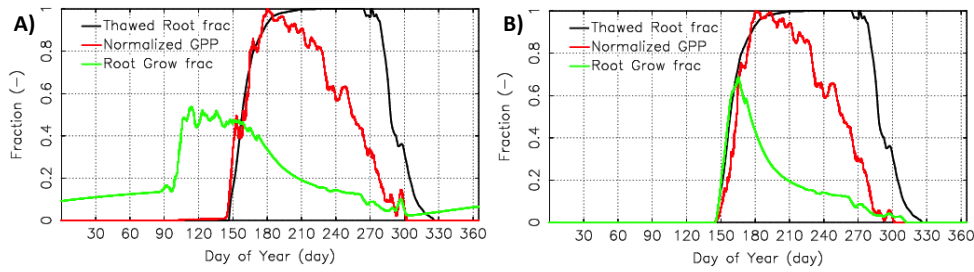 A)
Thawed Root frac
Normalized GPP
Root Grow frac
Fraction (-)
1
0.8
0.6
0.4
0.2
0
30 60 90 120 150 180 210 240 270 300 330 360
Day of Year (day)
B)
Thawed Root frac
Normalized GPP
Root Grow frac
Fraction (-)
1
0.8
0.6
0.4
0.2
0
30 60 90 120 150 180 210 240 270 300 330 360
Day of Year (day)